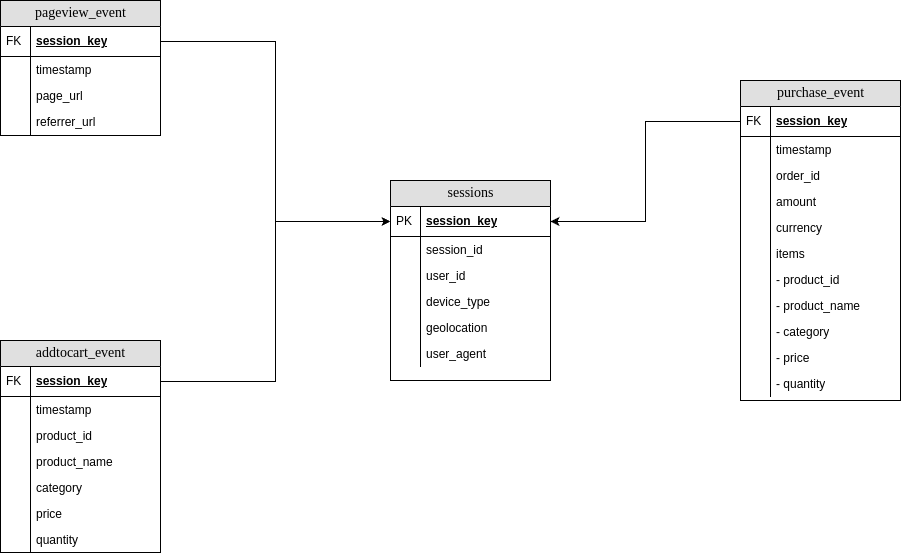 pageview_event
FK session_key
timestamp
page_url
referrer_url
addtocart_event
FK session_key
timestamp
product_id
product_name
category
price
quantity
sessions
PK session_key
session_id
user_id
device_type
geolocation
user_agent
purchase_event
FK session_key
timestamp
order_id
amount
currency
items
- product_id
- product_name
- category
- price
- quantity